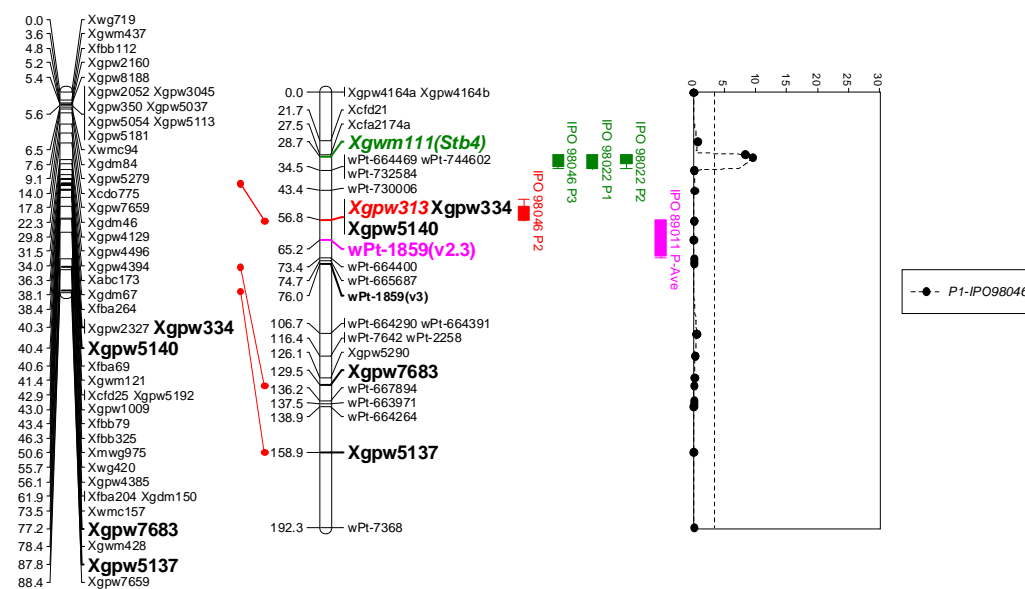 0.0 Xwg719
3.6 Xgwm437
4.8 Xfbb112
5.2 Xgpw2160
5.4 Xgpw8188
Xgpw2052 Xgpw3045
5.6 Xgpw350 Xgpw5037
Xgpw5054 Xgpw5113
Xgpw5181
6.5 Xwmc94
7.6 Xgdm84
9.1 Xgpw5279
14.0 Xcdo775
17.8 Xgpw7659
22.3 Xgdm46
29.8 Xgpw4129
31.5 Xgpw4496
34.0 Xgpw4394
36.3 Xabc173
38.1 Xgdm67
38.4 Xfba264
40.3 Xgpw2327 Xgpw334
40.4 Xgpw5140
40.6 Xfba69
41.4 Xgwm121
42.9 Xcfd25 Xgpw5192
43.0 Xgpw1009
43.4 Xfbb79
46.3 Xfbb325
50.6 Xmwg975
55.7 Xwg420
56.1 Xgpw4385
61.9 Xfba204 Xgdm150
73.5 Xwmc157
77.2 Xgpw7683
78.4 Xgwm428
87.8 Xgpw5137
88.4 Xgpw7659
0.0 Xgpw4164a Xgpw4164b
21.7 Xcfd21
27.5 Xcfa2174a
28.7 Xgwm111(Stb4)
wPt-664469 wPt-744602
34.5 wPt-732584
43.4 wPt-730006
56.8 Xgpw313 Xgpw334
Xgpw5140
65.2 wPt-1859(v2.3)
73.4 wPt-664400
74.7 wPt-665687
76.0 wPt-1859(v3)
106.7 wPt-664290 wPt-664391
116.4 wPt-7642 wPt-2258
126.1 Xgpw5290
129.5 Xgpw7683
136.2 wPt-667894
137.5 wPt-663971
138.9 wPt-664264
158.9 Xgpw5137
192.3 wPt-7368
IPO 98046 P2
IPO 98046 P3
IPO 98022 P1
IPO 98022 P2
IPO 89011 P-Ave
0 5 10 15 20 25 30
P1-IPO98046